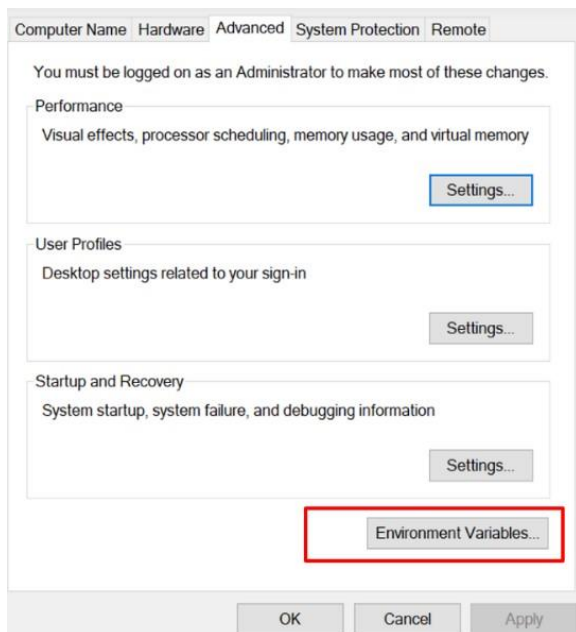 Computer Name Hardware Advanced System Protection Remote
You must be logged on as an Administrator to make most of these changes.
Performance
Visual effects, processor scheduling, memory usage, and virtual memory
Settings...
User Profiles
Desktop settings related to your sign-in
Settings...
Startup and Recovery
System startup, system failure, and debugging information
Settings...
Environment Variables...
OK Cancel Apply